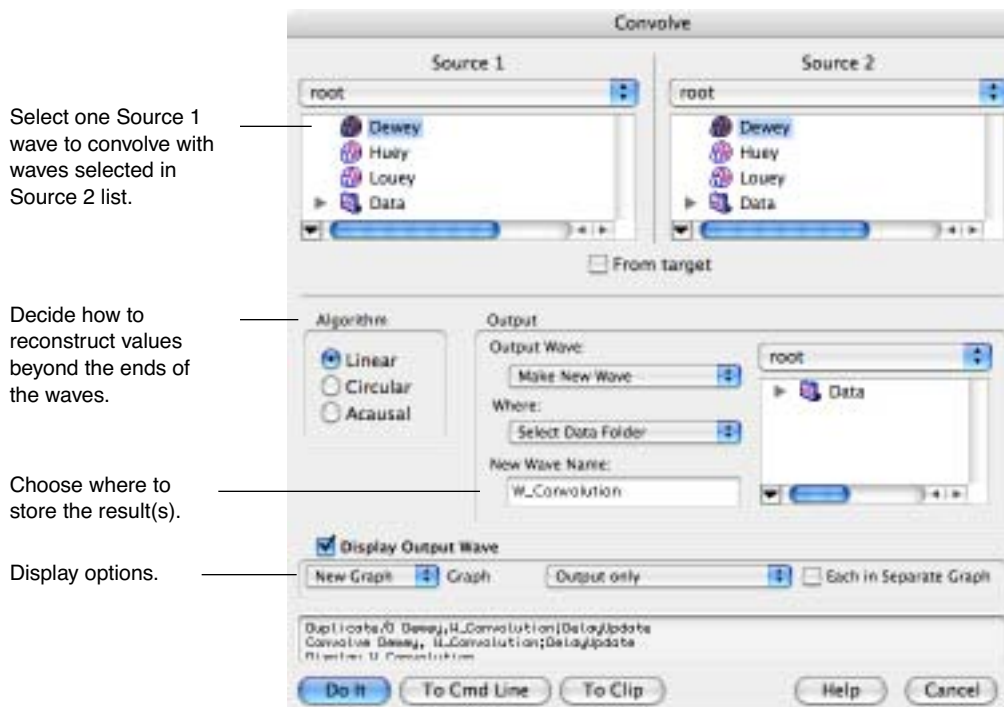 Convolve
Source 1
Source 2
root
root
Select one Source 1
wave to convolve with
waves selected in
Source 2 list.
Dewey
Huey
Louey
Data
Dewey
Huey
Louey
Data
From target
Decide how to
reconstruct values
beyond the ends of
the waves.
Algorithm
Linear
Circular
Acausal
Output
Output Wave:
Make New Wave
Where:
Select Data Folder
New Wave Name:
W_Convolution
root
Data
Choose where to
store the result(s).
Display Output Wave
Display options.
New Graph
Graph
Output only
Each in Separate Graph
Duplicate/O Dewey,W_Convolution;DelayUpdate
Convolve Dewey, W_Convolution;DelayUpdate
Display W_Convolution
Do It
To Cmd Line
To Clip
Help
Cancel